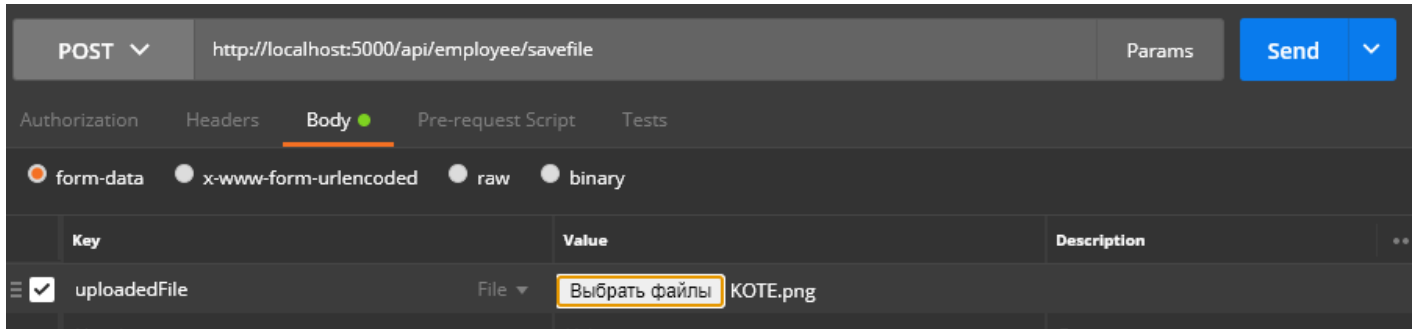 POST http://localhost:5000/api/employee/savefile Params Send
Authorization Headers Body Pre-request Script Tests
form-data x-www-form-urlencoded raw binary
Key Value Description
uploadedFile File Выбрать файлы KOTE.png